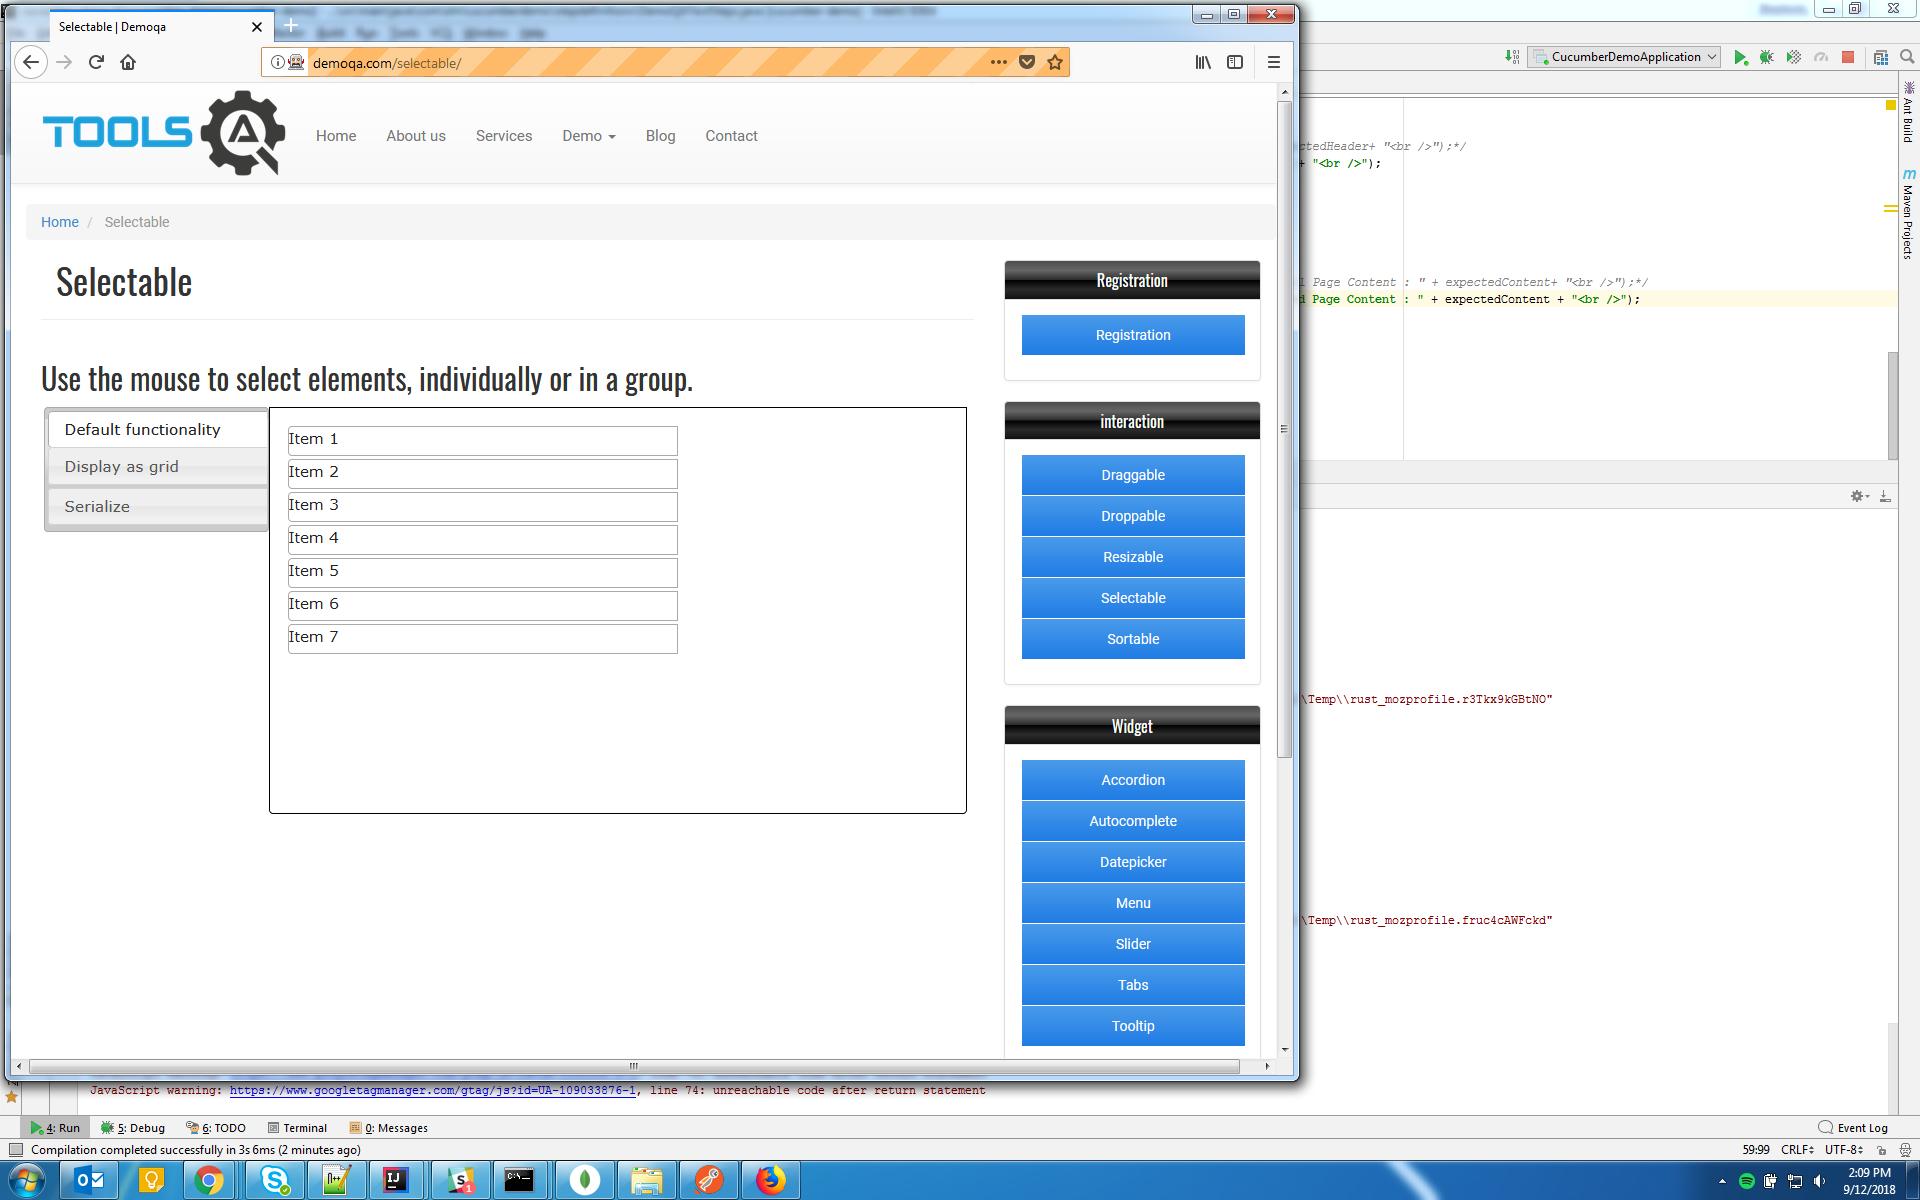 Selectable | Demoqa
demoqa.com/selectable/
CucumberDemoApplication
TOOLS QA
Home
About us
Services
Demo
Blog
Contact
Home / Selectable
Selectable
Use the mouse to select elements, individually or in a group.
Default functionality
Display as grid
Serialize
Item 1
Item 2
Item 3
Item 4
Item 5
Item 6
Item 7
Registration
Registration
interaction
Draggable
Droppable
Resizable
Selectable
Sortable
Widget
Accordion
Autocomplete
Datepicker
Menu
Slider
Tabs
Tooltip
ctedHeader+ "<br />");*/
+ "<br />");
l Page Content : " + expectedContent+ "<br />");*/
d Page Content : " + expectedContent + "<br />");
\Temp\\rust_mozprofile.r3Tkx9kGBtNO"
\Temp\\rust_mozprofile.fruc4cAWFckd"
Ant Build
Maven Projects
JavaScript warning: https://www.googletagmanager.com/gtag/js?id=UA-109033876-1, line 74: unreachable code after return statement
4: Run
5: Debug
6: TODO
Terminal
0: Messages
Event Log
Compilation completed successfully in 3s 6ms (2 minutes ago)
59:99
CRLF
UTF-8
2:09 PM
9/12/2018